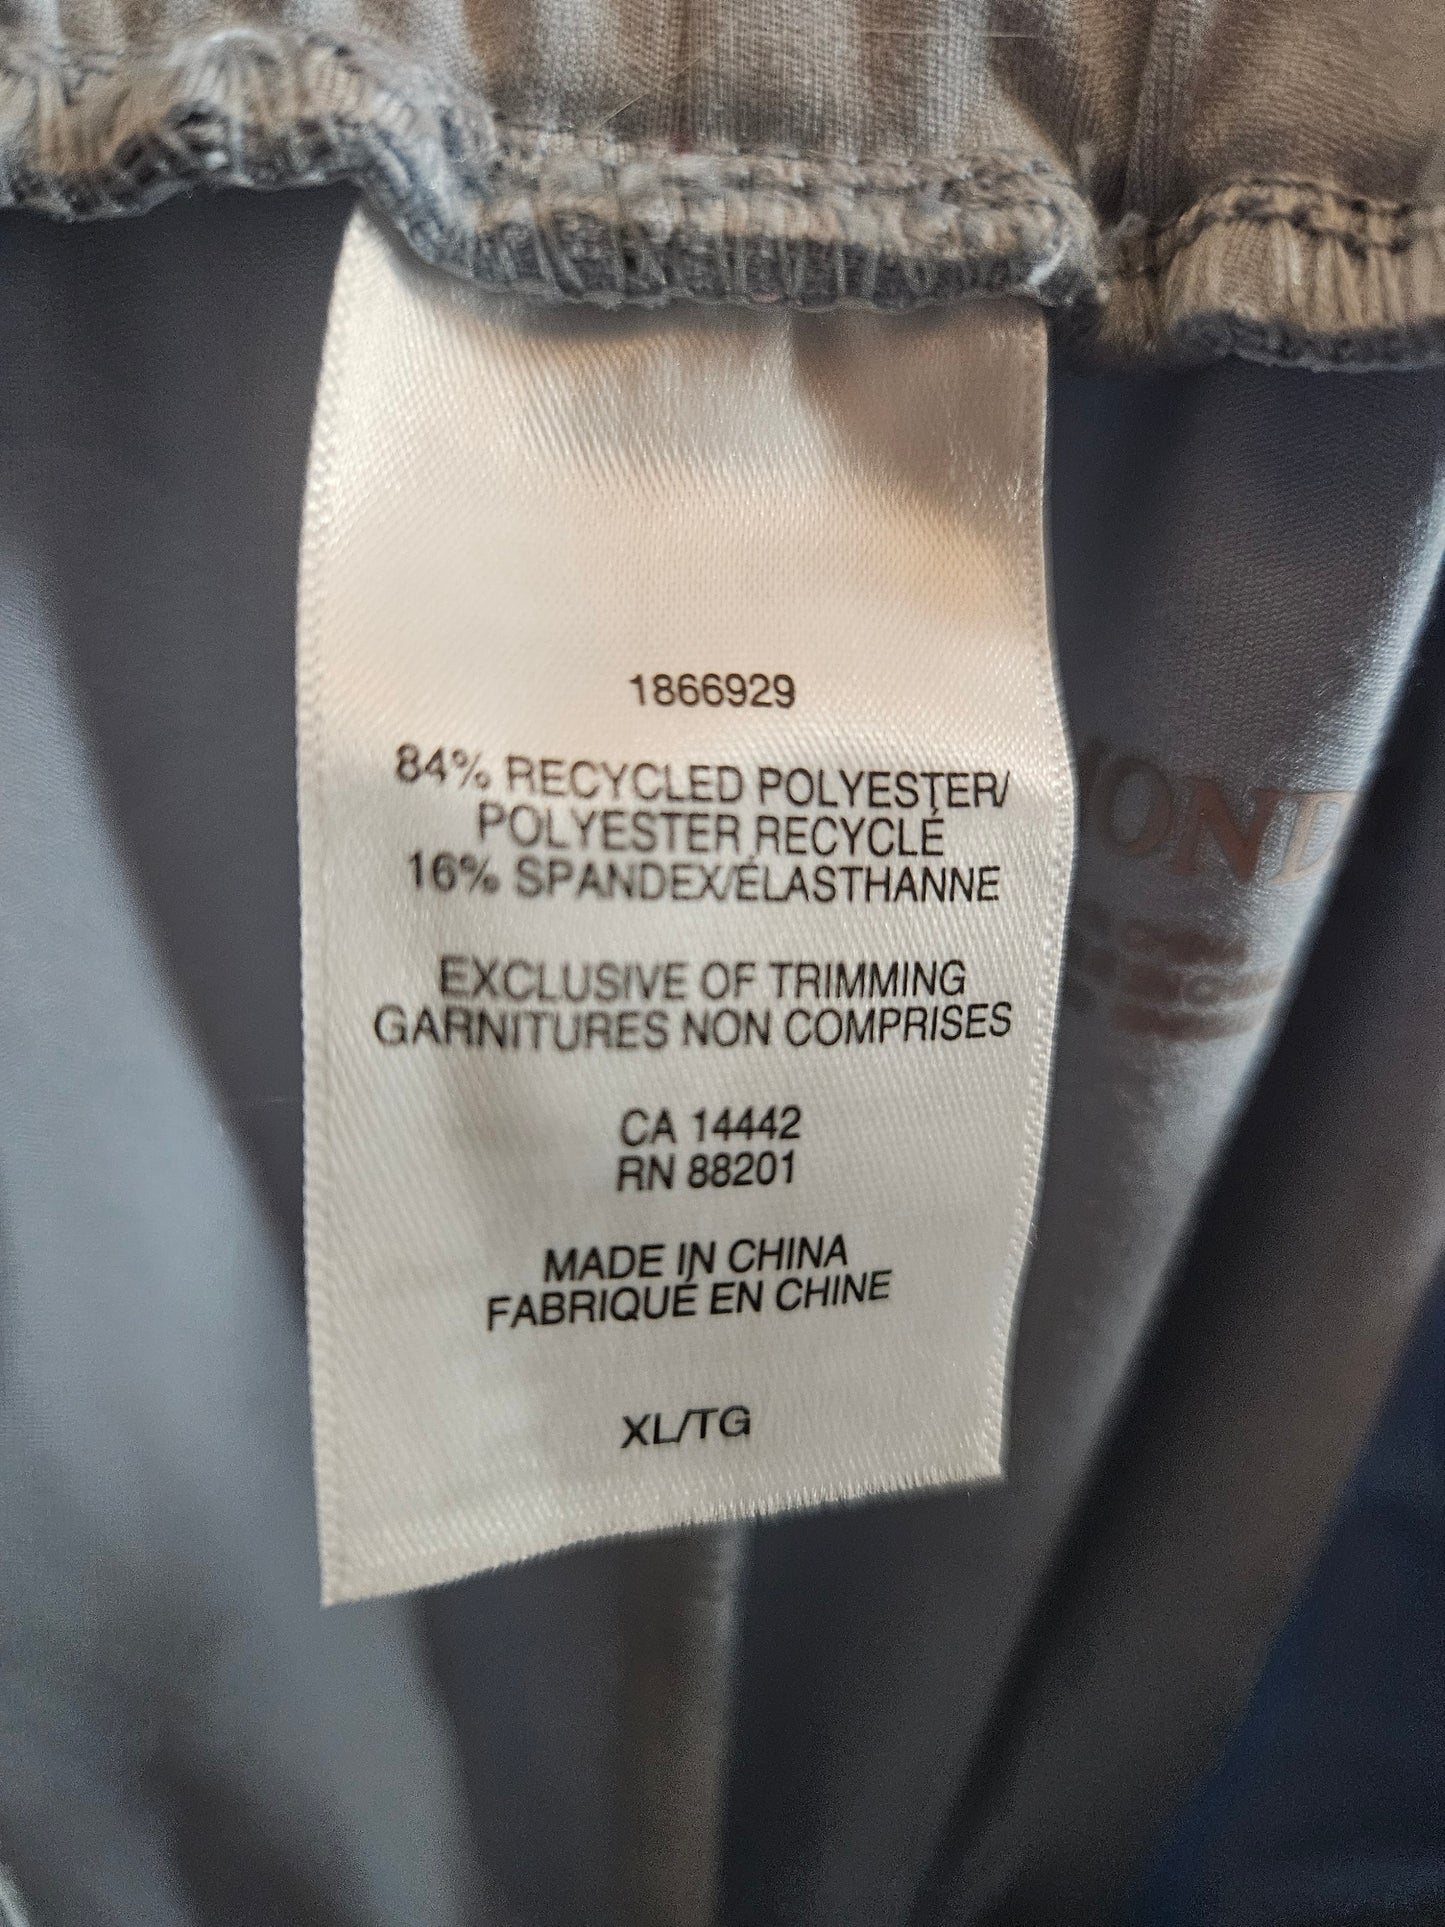 1866929
84% RECYCLED POLYESTER/
POLYESTER RECYCLÉ
16% SPANDEX/ÉLASTHANNE
EXCLUSIVE OF TRIMMING
GARNITURES NON COMPRISES
CA 14442
RN 88201
MADE IN CHINA
FABRIQUÉ EN CHINE
XL/TG